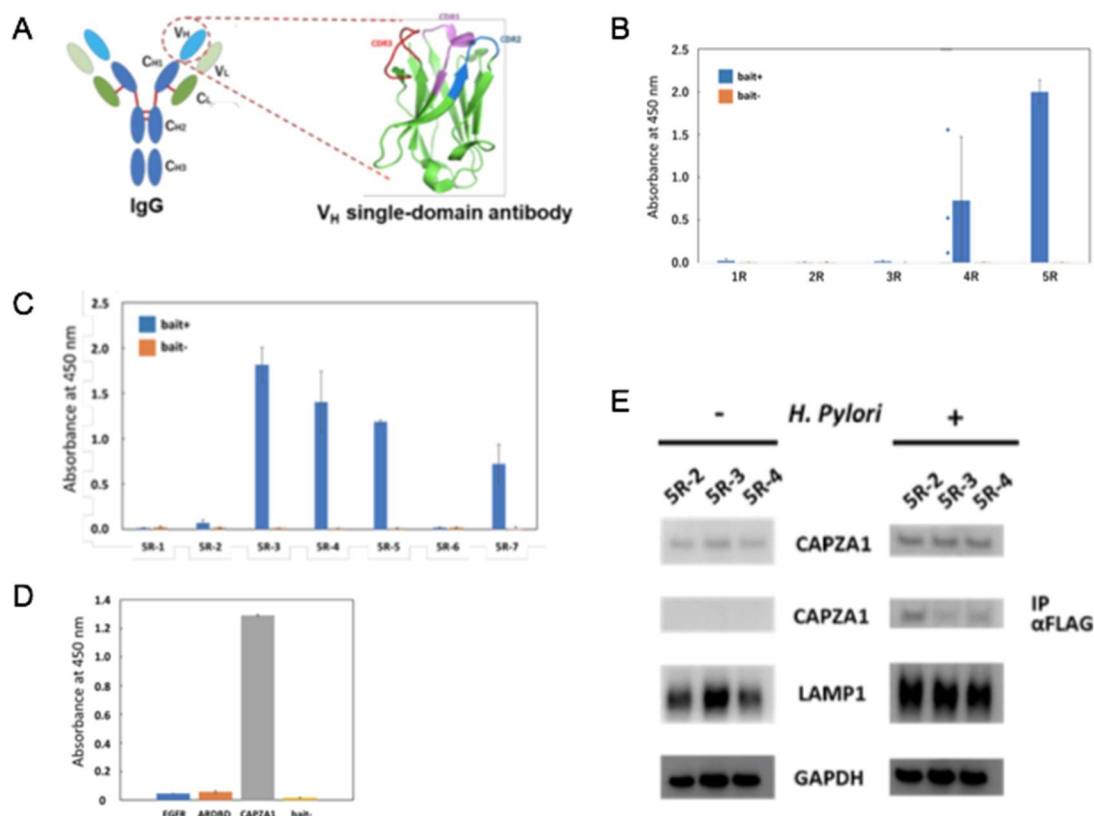 A
CDR1
CDR2
CDR3
VH
VL
CH1
CL
CH2
CH3
IgG
VH single-domain antibody
B
2.5
2.0
1.5
1.0
0.5
0.0
Absorbance at 450 nm
bait+
bait-
1R 2R 3R 4R 5R
C
2.5
2.0
1.5
1.0
0.5
0.0
Absorbance at 450 nm
bait+
bait-
5R-1 5R-2 5R-3 5R-4 5R-5 5R-6 5R-7
D
1.4
1.2
1
0.8
0.6
0.4
0.2
0
Absorbance at 450 nm
EGFR ARDBD CAPZA1 bait-
E
- H. Pylori +
5R-2 5R-3 5R-4 5R-2 5R-3 5R-4
CAPZA1
CAPZA1
IP
αFLAG
LAMP1
GAPDH